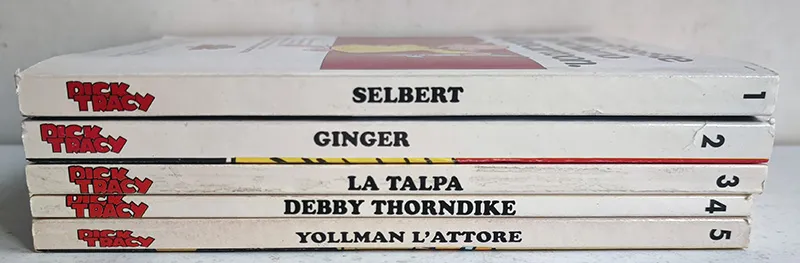 DICK TRACY SELBERT 1
DICK TRACY GINGER 2
DICK TRACY LA TALPA 3
DICK TRACY DEBBY THORNDIKE 4
DICK TRACY YOLLMAN L'ATTORE 5